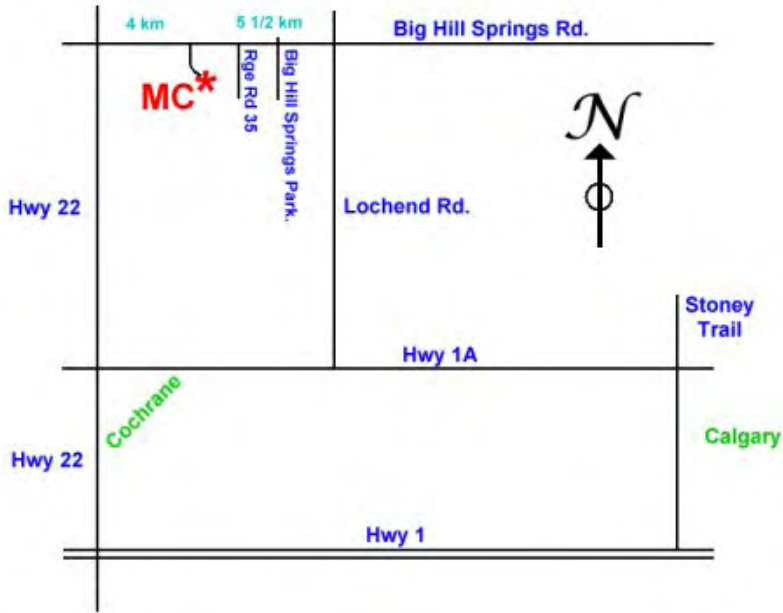 4 km
5 1/2 km
Big Hill Springs Rd.
MC*
Rge Rd 35
Big Hill Springs Park.
N
Hwy 22
Lochend Rd.
Stoney
Trail
Hwy 1A
Cochrane
Calgary
Hwy 22
Hwy 1